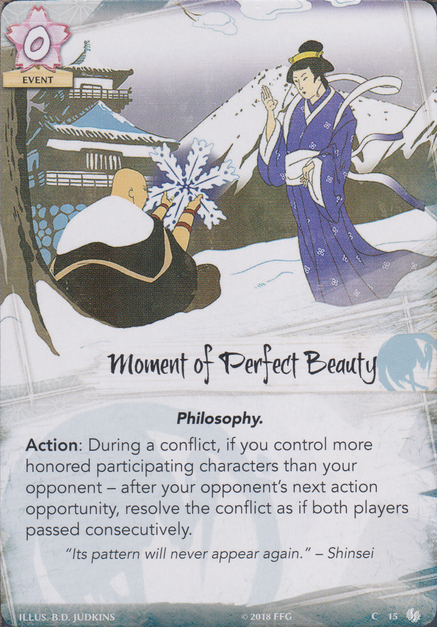 0
EVENT
Moment of Perfect Beauty
Philosophy.
Action: During a conflict, if you control more
honored participating characters than your
opponent – after your opponent's next action
opportunity, resolve the conflict as if both players
passed consecutively.
“Its pattern will never appear again.” – Shinsei
ILLUS. B.D. JUDKINS
© 2018 FFG
C 15